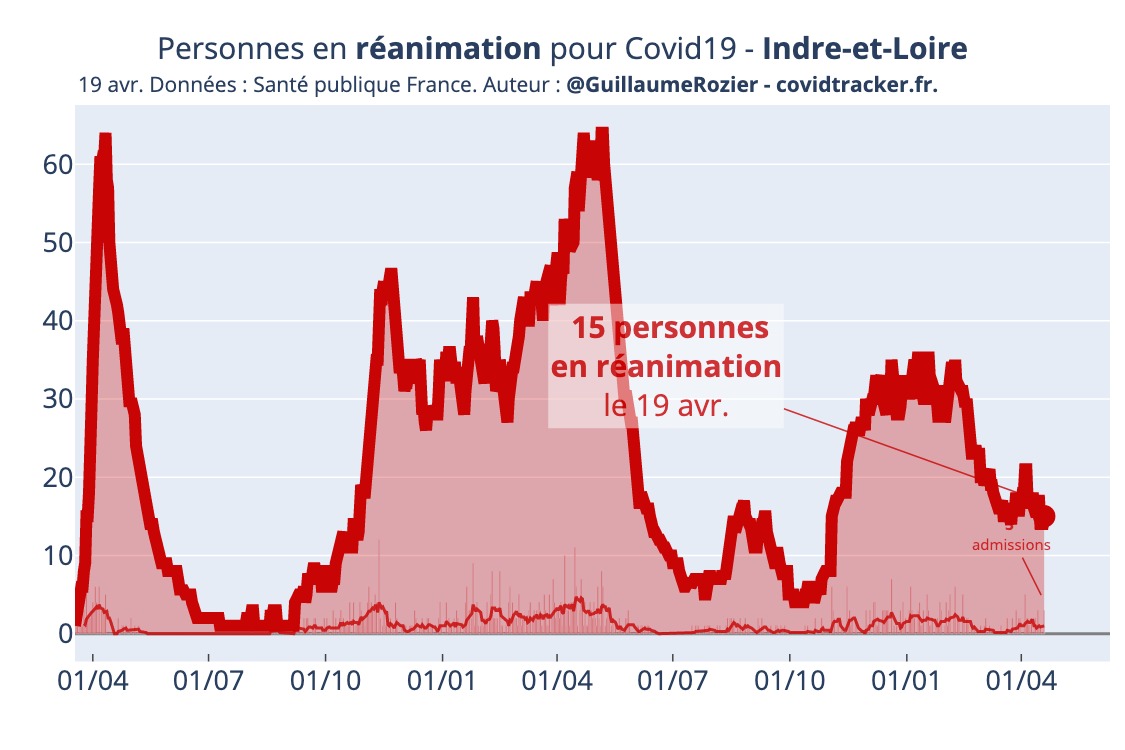 Personnes en réanimation pour Covid19 - Indre-et-Loire
19 avr. Données : Santé publique France. Auteur : @GuillaumeRozier - covidtracker.fr.
60
50
40
30
20
10
0
15 personnes
en réanimation
le 19 avr.
admissions
01/04
01/07
01/10
01/01
01/04
01/07
01/10
01/01
01/04